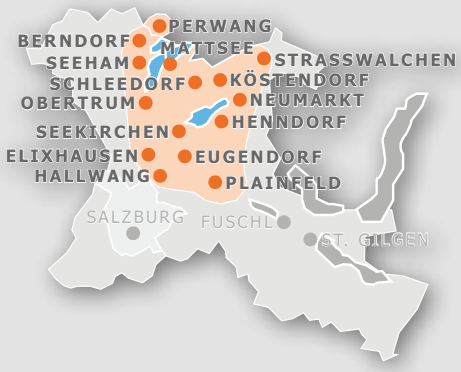 PERWANG
BERNDORF
MATTSEE
STRASSWALCHEN
SEEHAM
SCHLEEDORF
KÖSTENDORF
OBERTRUM
NEUMARKT
HENNDORF
SEEKIRCHEN
ELIXHAUSEN
EUGENDORF
HALLWANG
PLAINFELD
SALZBURG
FUSCHL
ST. GILGEN